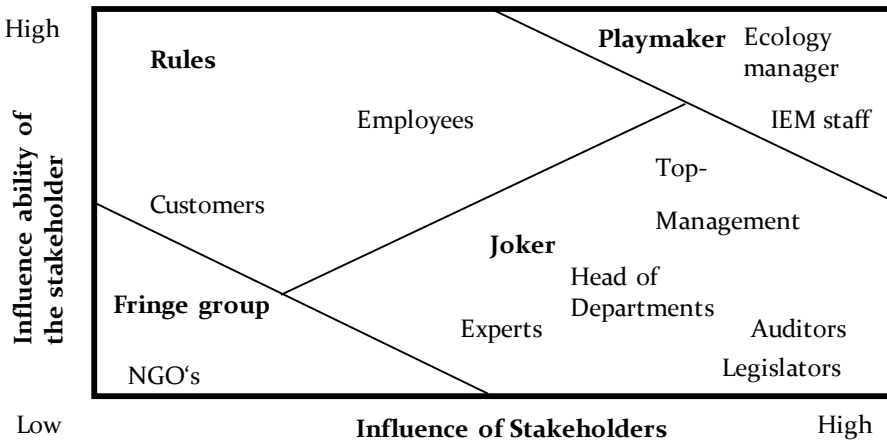 High
Rules
Playmaker
Ecology
manager
Employees
IEM staff
Top-
Management
Customers
Joker
Head of
Departments
Fringe group
Experts
Auditors
Legislators
NGO‘s
Influence ability of
the stakeholder
Low
Influence of Stakeholders
High